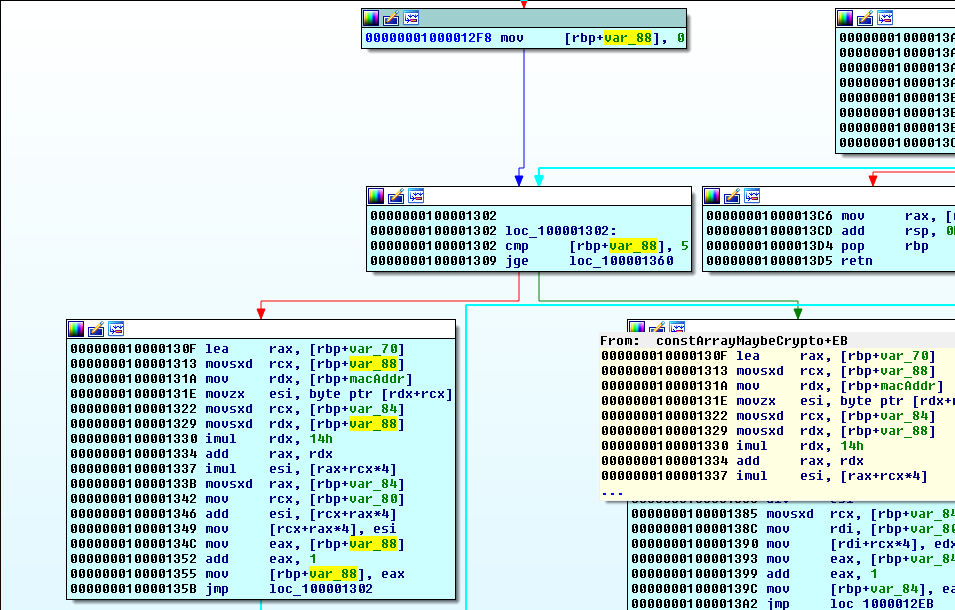 00000001000012F8 mov     [rbp+var_88], 0
00000001000013A
00000001000013A
00000001000013A
00000001000013A
00000001000013B
00000001000013B
00000001000013B
00000001000013C
0000000100001302
0000000100001302 loc_100001302:
0000000100001302 cmp     [rbp+var_88], 5
0000000100001309 jge     loc_100001360
00000001000013C6 mov     rax, [r
00000001000013CD add     rsp, 0
00000001000013D4 pop     rbp
00000001000013D5 retn
000000010000130F lea     rax, [rbp+var_70]
0000000100001313 movsxd  rcx, [rbp+var_88]
000000010000131A mov     rdx, [rbp+macAddr]
000000010000131E movzx   esi, byte ptr [rdx+rcx]
0000000100001322 movsxd  rcx, [rbp+var_84]
0000000100001329 movsxd  rdx, [rbp+var_88]
0000000100001330 imul    rdx, 14h
0000000100001334 add     rax, rdx
0000000100001337 imul    esi, [rax+rcx*4]
000000010000133B movsxd  rax, [rbp+var_84]
0000000100001342 mov     rcx, [rbp+var_80]
0000000100001346 add     esi, [rcx+rax*4]
0000000100001349 mov     [rcx+rax*4], esi
000000010000134C mov     eax, [rbp+var_88]
0000000100001352 add     eax, 1
0000000100001355 mov     [rbp+var_88], eax
000000010000135B jmp     loc_100001302
From:  constArrayMaybeCrypto+EB
000000010000130F lea     rax, [rbp+var_70]
0000000100001313 movsxd  rcx, [rbp+var_88]
000000010000131A mov     rdx, [rbp+macAddr]
000000010000131E movzx   esi, byte ptr [rdx+r
0000000100001322 movsxd  rcx, [rbp+var_84]
0000000100001329 movsxd  rdx, [rbp+var_88]
0000000100001330 imul    rdx, 14h
0000000100001334 add     rax, rdx
0000000100001337 imul    esi, [rax+rcx*4]
...
0000000100001385 movsxd  rcx, [rbp+var_84
000000010000138C mov     rdi, [rbp+var_80
0000000100001390 mov     [rdi+rcx*4], edx
0000000100001393 mov     eax, [rbp+var_84
0000000100001399 add     eax, 1
000000010000139C mov     [rbp+var_84], ea
00000001000013A2 jmp     loc_1000012EB